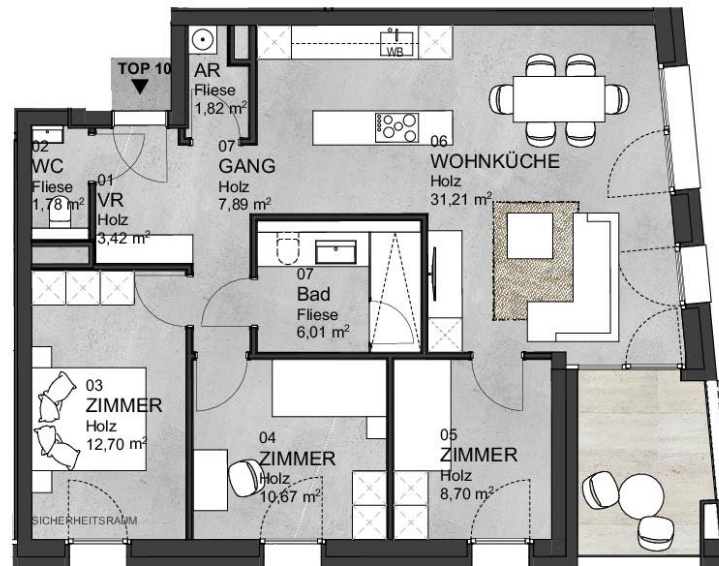 TOP 10
AR
Fliese
1,82 m²
WB
02
WC
Fliese
1,78 m²
01
VR
Holz
3,42 m²
07
GANG
Holz
7,89 m²
06
WOHNKÜCHE
Holz
31,21 m²
07
Bad
Fliese
6,01 m²
03
ZIMMER
Holz
12,70 m²
04
ZIMMER
Holz
10,67 m²
05
ZIMMER
Holz
8,70 m²
SICHERHEITSRAUM